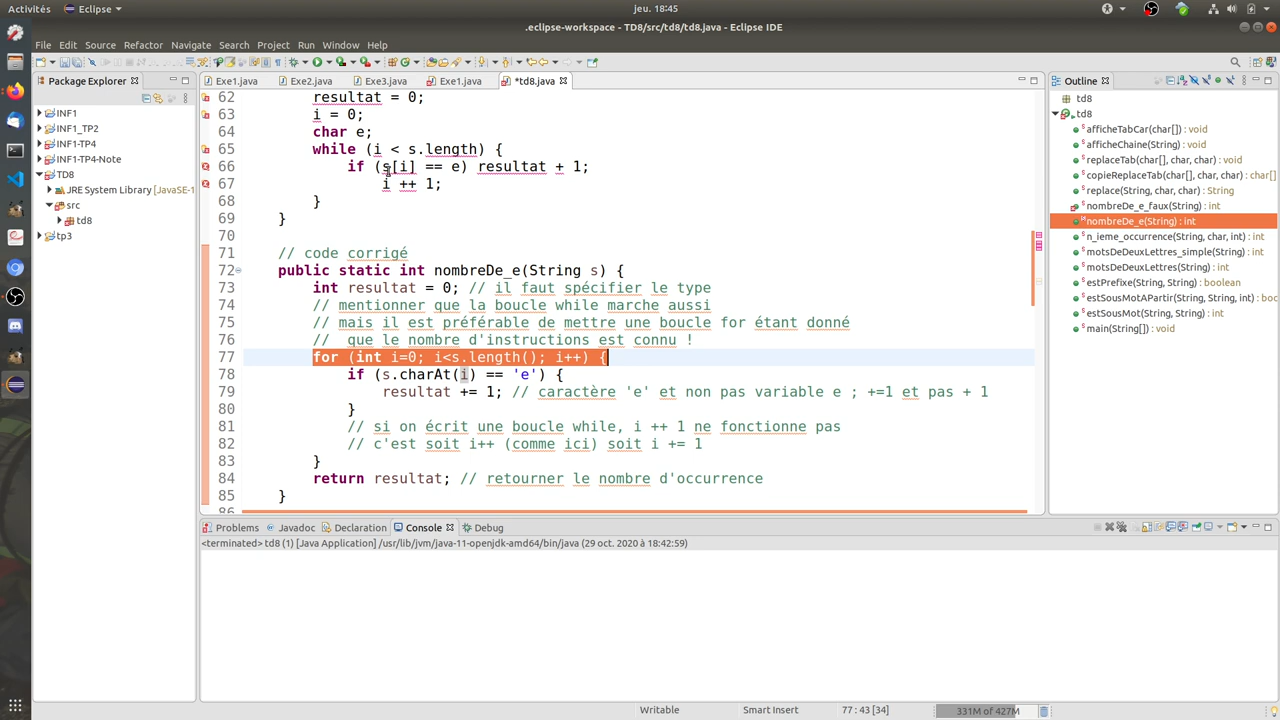 Activités
Eclipse
jeu. 18:45
.eclipse-workspace - TD8/src/td8/td8.java - Eclipse IDE
File Edit Source Refactor Navigate Search Project Run Window Help
Package Explorer
INF1
INF1_TP2
INF1-TP4
INF1-TP4-Note
TD8
JRE System Library [JavaSE-1
src
td8
tp3
Exe1.java Exe2.java Exe3.java Exe1.java *td8.java
62 resultat = 0;
63 i = 0;
64 char e;
65 while (i < s.length) {
66 if (s[i] == e) resultat + 1;
67 i ++ 1;
68 }
69 }
70
71 // code corrigé
72 public static int nombreDe_e(String s) {
73 int resultat = 0; // il faut spécifier le type
74 // mentionner que la boucle while marche aussi
75 // mais il est préférable de mettre une boucle for étant donné
76 // que le nombre d'instructions est connu !
77 for (int i=0; i<s.length(); i++) {
78 if (s.charAt(i) == 'e') {
79 resultat += 1; // caractère 'e' et non pas variable e ; +=1 et pas + 1
80 }
81 // si on écrit une boucle while, i ++ 1 ne fonctionne pas
82 // c'est soit i++ (comme ici) soit i += 1
83 }
84 return resultat; // retourner le nombre d'occurrence
85 }
86
Outline
td8
td8
afficheTabCar(char[]) : void
afficheChaine(String) : void
replaceTab(char[], char, char) : void
copieReplaceTab(char[], char, char) : char[]
replace(String, char, char) : String
nombreDe_e_faux(String) : int
nombreDe_e(String) : int
n_ieme_occurrence(String, char, int) : int
motsDeDeuxLettres_simple(String) : int
motsDeDeuxLettres(String) : int
estPrefixe(String, String) : boolean
estSousMotAPartir(String, String, int) : boo
estSousMot(String, String) : int
main(String[]) : void
Problems Javadoc Declaration Console Debug
<terminated> td8 (1) [Java Application] /usr/lib/jvm/java-11-openjdk-amd64/bin/java (29 oct. 2020 à 18:42:59)
Writable
Smart Insert
77 : 43 [34]
331M of 427M